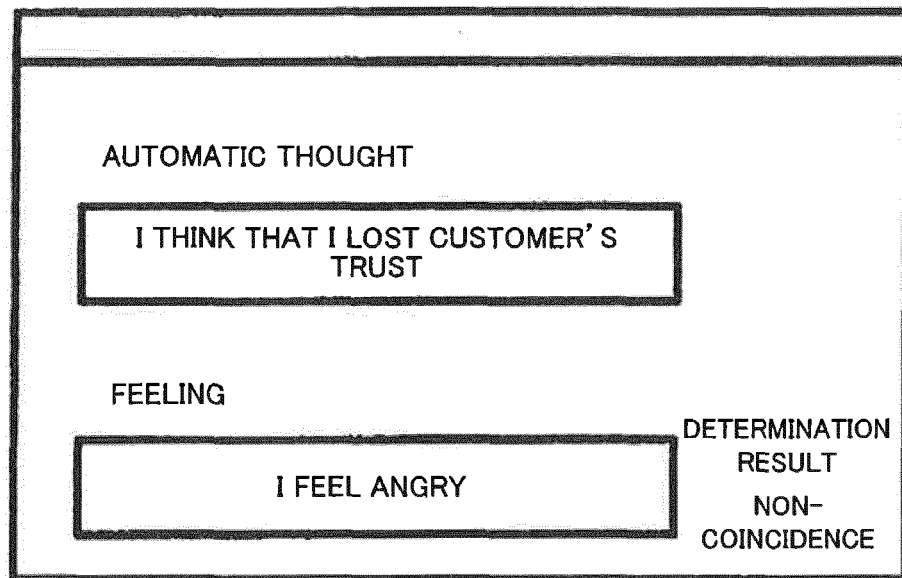 AUTOMATIC THOUGHT
I THINK THAT I LOST CUSTOMER'S
TRUST
FEELING
I FEEL ANGRY
DETERMINATION
RESULT
NON-
COINCIDENCE